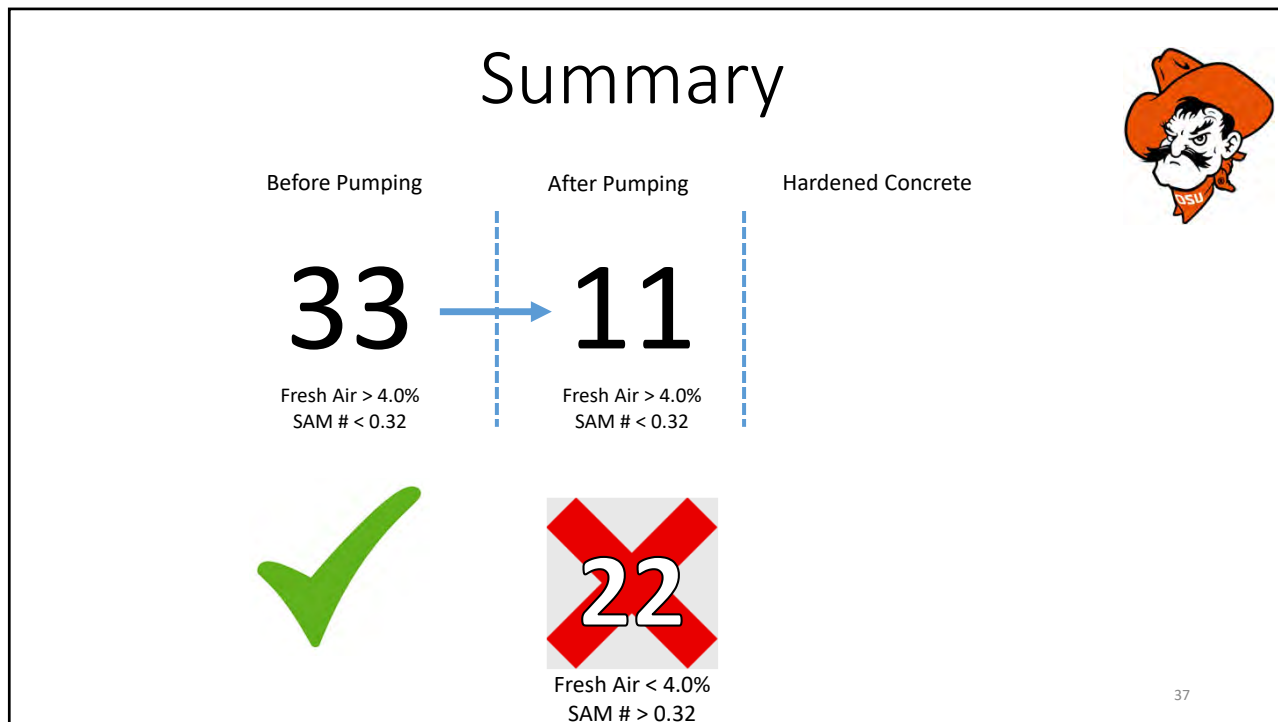 Summary
Before Pumping
After Pumping
Hardened Concrete
33
11
Fresh Air > 4.0%
SAM # < 0.32
Fresh Air > 4.0%
SAM # < 0.32
22
Fresh Air < 4.0%
SAM # > 0.32
OSU
37